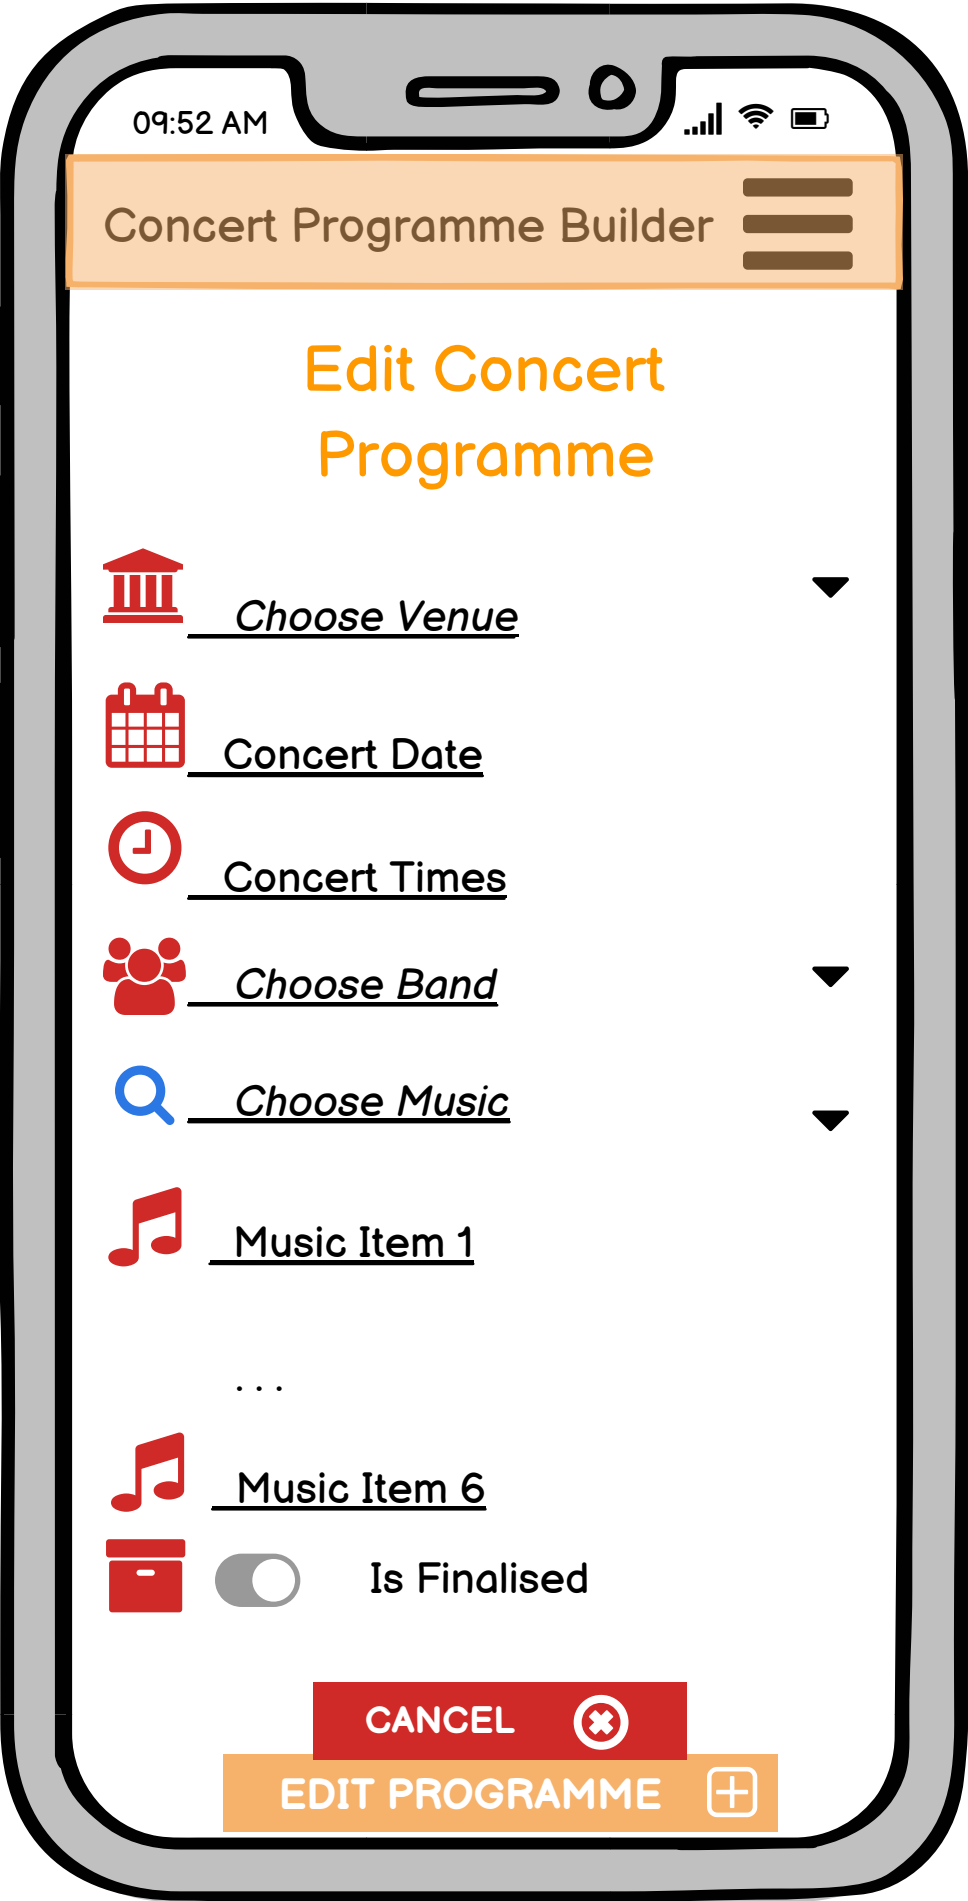 09:52 AM
Concert Programme Builder
Edit Concert
Programme
Choose Venue
Concert Date
Concert Times
Choose Band
Choose Music
Music Item 1
. . .
Music Item 6
Is Finalised
CANCEL
EDIT PROGRAMME